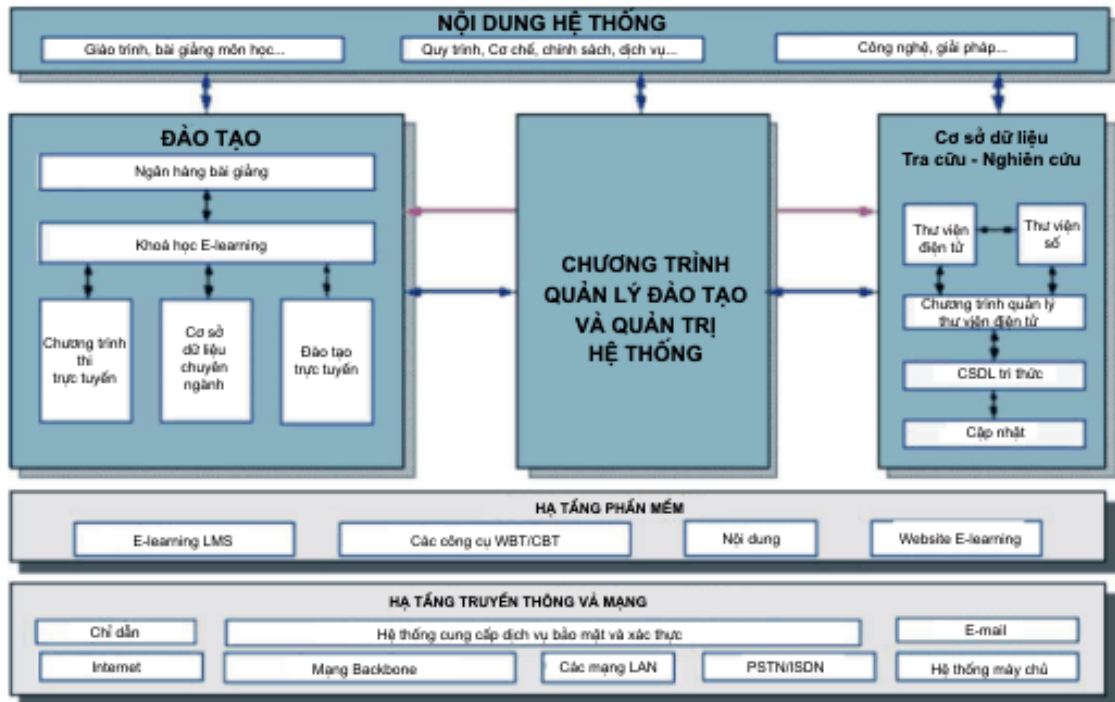 NỘI DUNG HỆ THỐNG
Giáo trình, bài giảng môn học...
Quy trình, Cơ chế, chính sách, dịch vụ...
Công nghệ, giải pháp...
ĐÀO TẠO
Ngân hàng bài giảng
Khoá học E-learning
Chương trình
thi
trực tuyến
Cơ sở
dữ liệu
chuyên
ngành
Đào tạo
trực tuyến
CHƯƠNG TRÌNH
QUẢN LÝ ĐÀO TẠO
VÀ QUẢN TRỊ
HỆ THỐNG
Cơ sở dữ liệu
Tra cữu - Nghiên cứu
Thư viện
điện tử
Thư viện
số
Chương trình quản lý
thư viện điện tử
CSDL tri thức
Cập nhật
HẠ TẦNG PHẦN MỀM
E-learning LMS
Các công cụ WBT/CBT
Nội dung
Website E-learning
HẠ TẦNG TRUYỀN THÔNG VÀ MẠNG
Chỉ dẫn
Hệ thống cung cấp dịch vụ bảo mật và xác thực
E-mail
Internet
Mạng Backbone
Các mạng LAN
PSTN/ISDN
Hệ thống máy chủ